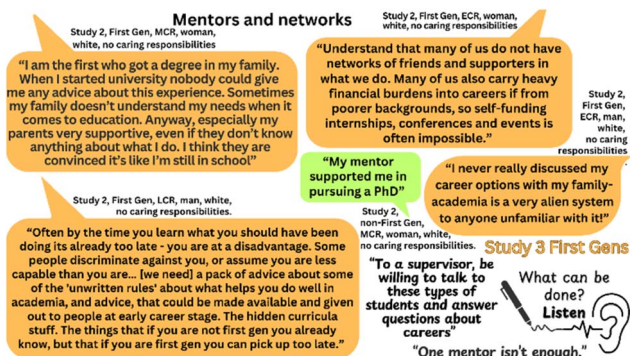 Mentors and networks
Study 2, First Gen, MCR, woman,
white, no caring responsibilities
“I am the first who got a degree in my family.
When I started university nobody could give
me any advice about this experience. Sometimes
my family doesn’t understand my needs when it
comes to education. Anyway, especially my
parents very supportive, even if they don’t know
anything about what I do. I think they are
convinced it’s like I’m still in school”
Study 2, First Gen, ECR, woman,
white, no caring responsibilities
“Understand that many of us do not have
networks of friends and supporters in
what we do. Many of us also carry heavy
financial burdens into careers if from
poorer backgrounds, so self-funding
internships, conferences and events is
often impossible.”
Study 2,
First Gen,
ECR, man,
white,
no caring
responsibilities
“I never really discussed my
career options with my family-
academia is a very alien system
to anyone unfamiliar with it!”
“My mentor
supported me in
pursuing a PhD”
Study 2,
non-First Gen,
MCR, woman, white,
no caring responsibilities.
Study 2, First Gen, LCR, man, white,
no caring responsibilities.
“Often by the time you learn what you should have been
doing its already too late - you are at a disadvantage. Some
people discriminate against you, or assume you are less
capable than you are... [we need] a pack of advice about some
of the 'unwritten rules' about what helps you do well in
academia, and advice, that could be made available and given
out to people at early career stage. The hidden curricula
stuff. The things that if you are not first gen you already
know, but that if you are first gen you can pick up too late.”
Study 3 First Gens
“To a supervisor, be
willing to talk to
these types of
students and answer
questions about
careers”
What can be
done?
Listen
“One mentor isn't enough.”